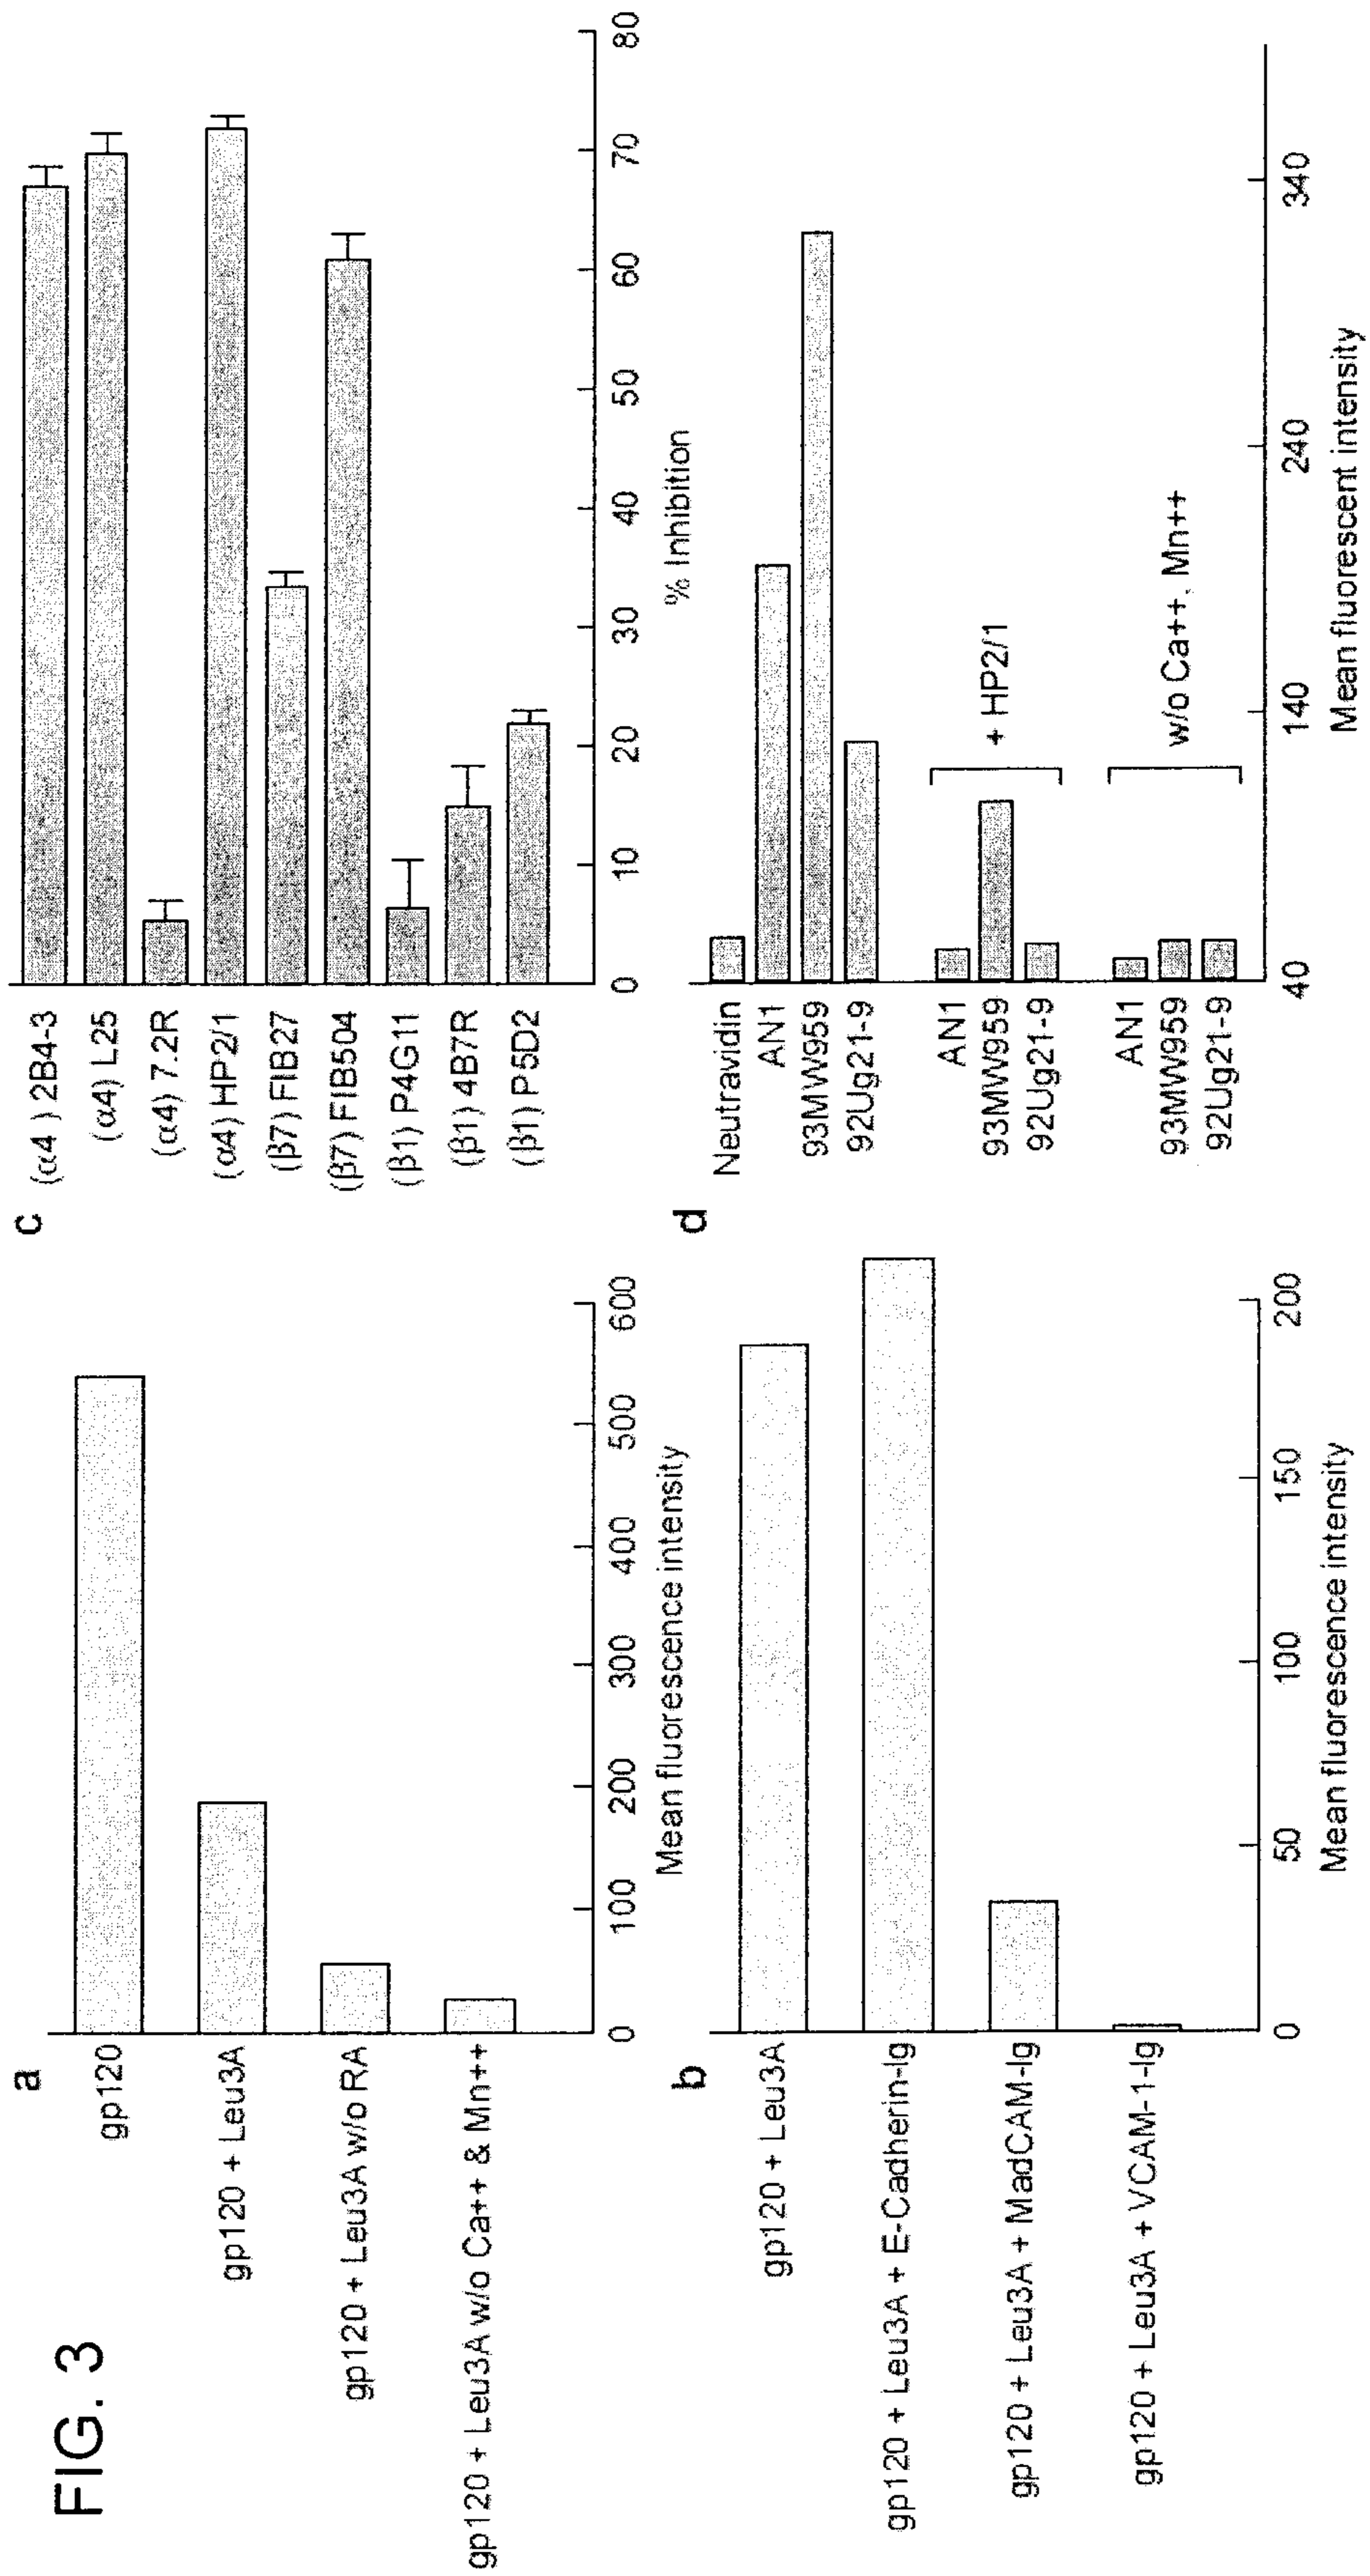 FIG. 3
a
gp120
gp120 + Leu3A
gp120 + Leu3A w/o RA
gp120 + Leu3A w/o Ca++ & Mn++
0 100 200 300 400 500 600
Mean fluorescence intensity
b
gp120 + Leu3A
gp120 + Leu3A + E-Cadherin-Ig
gp120 + Leu3A + MadCAM-Ig
gp120 + Leu3A + VCAM-1-Ig
0 50 100 150 200
Mean fluorescence intensity
c
(α4 ) 2B4-3
(α4) L25
(α4) 7.2R
(α4) HP2/1
(β7) FIB27
(β7) FIB504
(β1) P4G11
(β1) 4B7R
(β1) P5D2
0 10 20 30 40 50 60 70 80
% Inhibition
d
Neutravidin
AN1
93MW959
92Ug21-9
AN1
93MW959
92Ug21-9
+ HP2/1
AN1
93MW959
92Ug21-9
w/o Ca++, Mn++
40 140 240 340
Mean fluorescent intensity